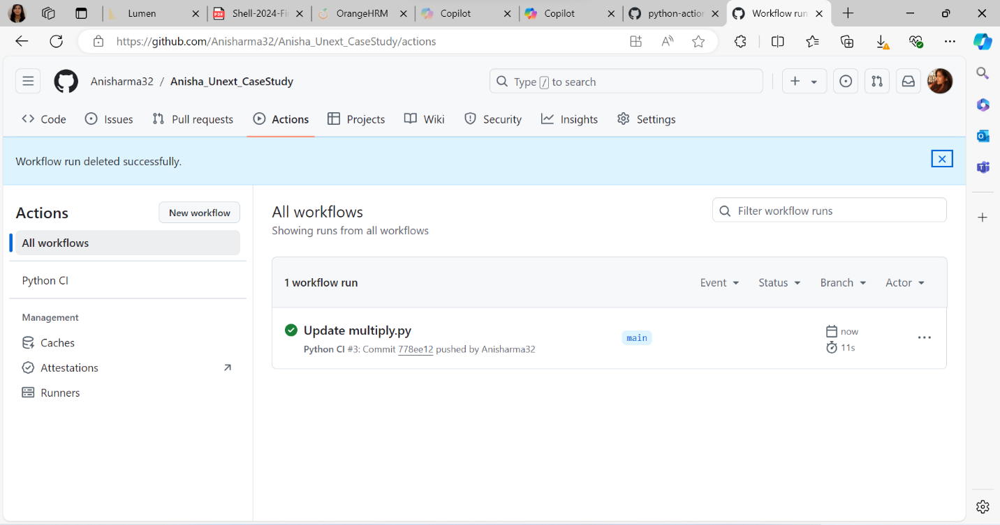 Lumen
Shell-2024-Fir
OrangeHRM
Copilot
Copilot
python-action
Workflow run
https://github.com/Anisharma32/Anisha_Unext_CaseStudy/actions
Anisharma32 / Anisha_Unext_CaseStudy
Type / to search
Code
Issues
Pull requests
Actions
Projects
Wiki
Security
Insights
Settings
Workflow run deleted successfully.
Actions
New workflow
All workflows
Python CI
Management
Caches
Attestations
Runners
All workflows
Showing runs from all workflows
Filter workflow runs
1 workflow run
Event
Status
Branch
Actor
Update multiply.py
Python CI #3: Commit 778ee12 pushed by Anisharma32
main
now
11s